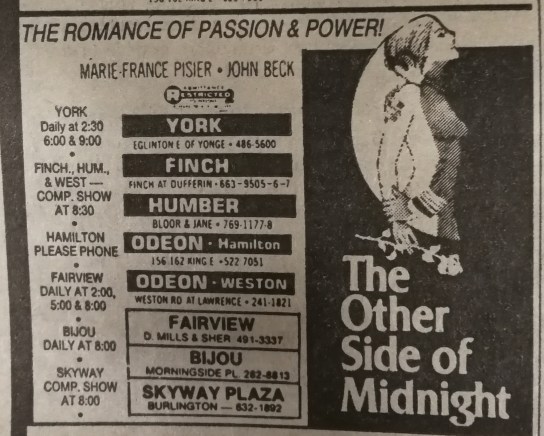 THE ROMANCE OF PASSION & POWER!
MARIE-FRANCE PISIER • JOHN BECK
ADMITTANCE
RESTRICTED
YORK
Daily at 2:30
6:00 & 9:00
•
FINCH., HUM.,
& WEST —
COMP. SHOW
AT 8:30
•
HAMILTON
PLEASE PHONE
•
FAIRVIEW
DAILY AT 2:00,
5:00 & 8:00
•
BIJOU
DAILY AT 8:00
•
SKYWAY
COMP. SHOW
AT 8:00
•
YORK
EGLINTON E OF YONGE • 486-5600
FINCH
FINCH AT DUFFERIN • 663-9505-6-7
HUMBER
BLOOR & JANE • 769-1177-8
ODEON • Hamilton
156 162 KING E • 522 7051
ODEON • WESTON
WESTON RD AT LAWRENCE • 241-1821
FAIRVIEW
D. MILLS & SHER 491-3337
BIJOU
MORNINGSIDE PL. 282-8813
SKYWAY PLAZA
BURLINGTON — 632-1892
The
Other
Side of
Midnight